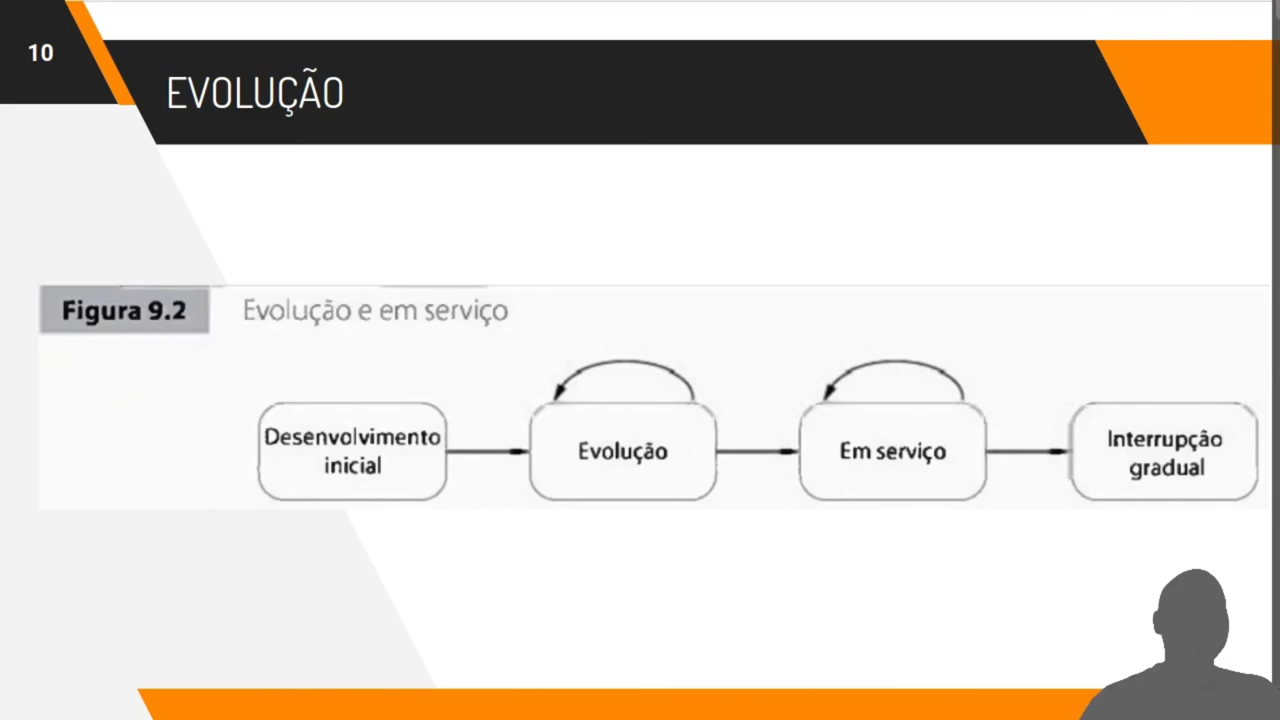 10
EVOLUÇÃO
Figura 9.2
Evolução e em serviço
Desenvolvimento
inicial
Evolução
Em serviço
Interrupção
gradual